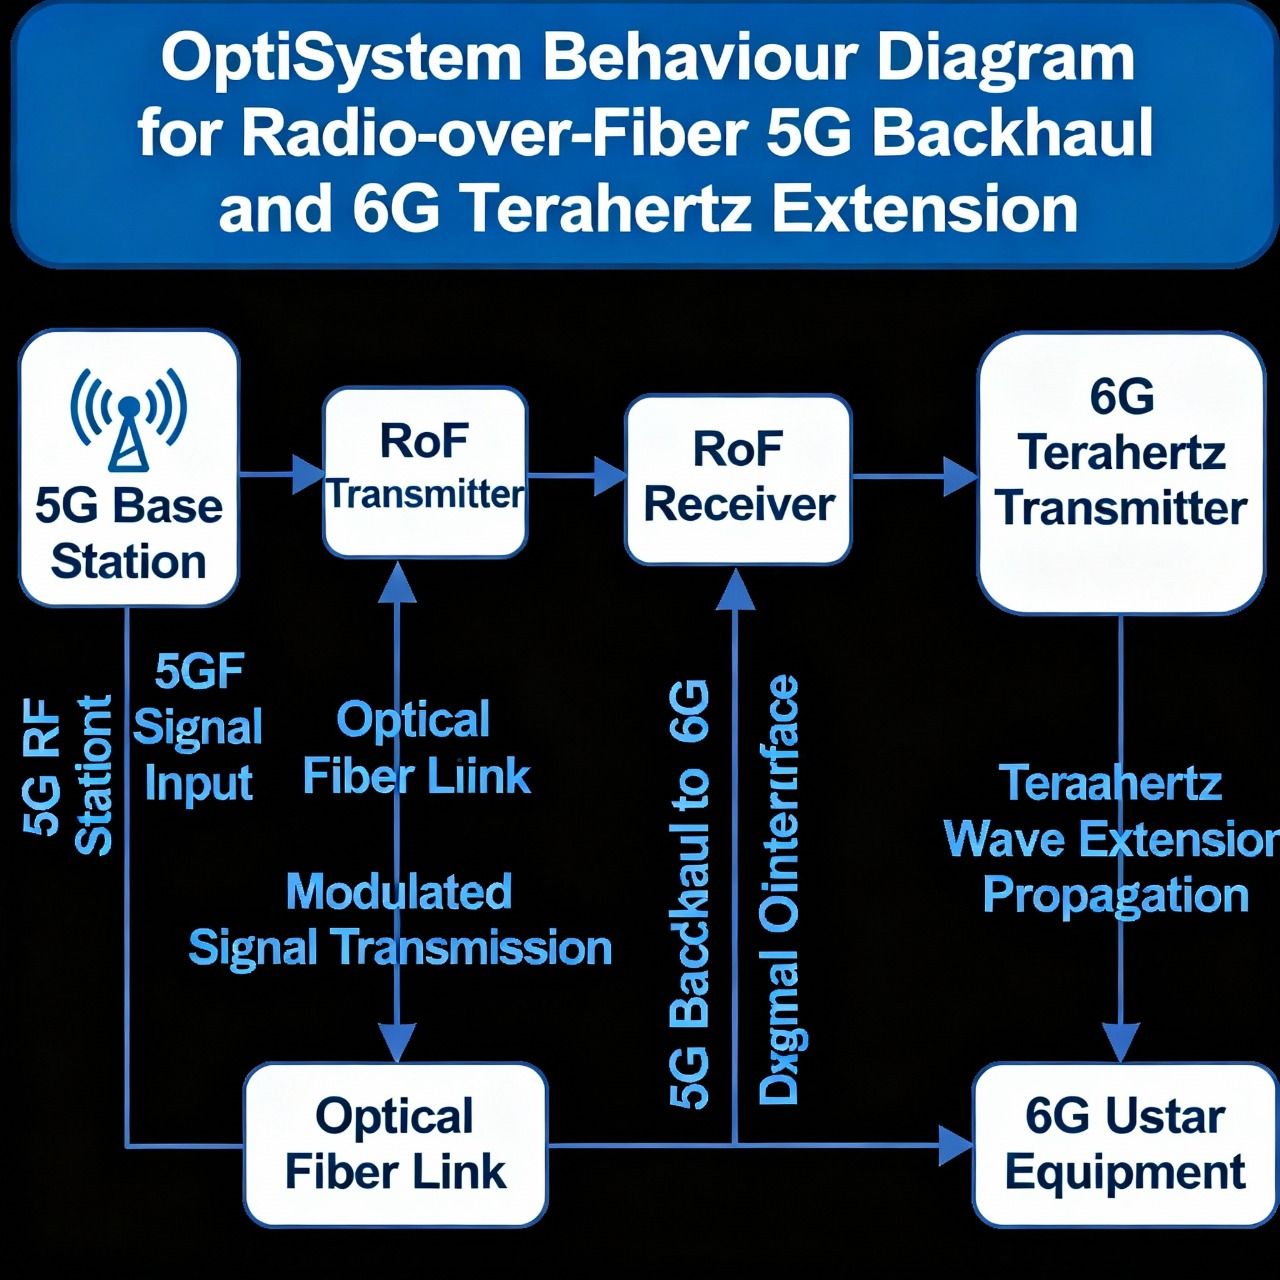 OptiSystem Behaviour Diagram
for Radio-over-Fiber 5G Backhaul
and 6G Terahertz Extension
5G Base
Station
RoF
Transmitter
RoF
Receiver
6G
Terahertz
Transmitter
5G RF
Stationt
5GF
Signal
Input
Optical
Fiber Liink
Modulated
Signal Transmission
5G Bacckhaul to 6G
Dxgmal Ointerrface
Teraahertz
Wave Extension
Propagation
Optical
Fiber Link
6G Ustar
Equipment